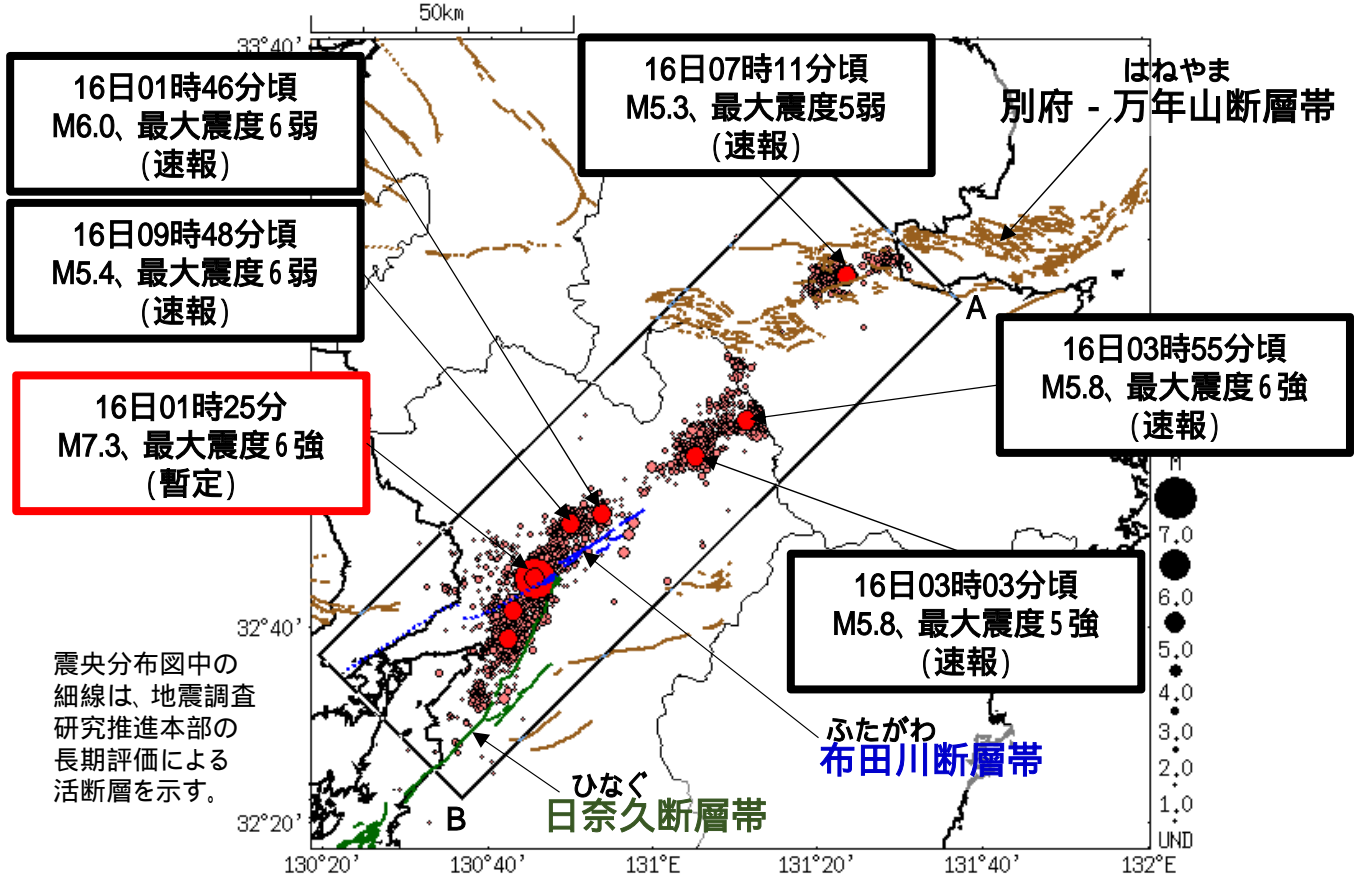 50km
33°40'
16日01時46分頃
M6.0、最大震度6弱
(速報)
16日07時11分頃
M5.3、最大震度5弱
(速報)
はねやま
別府 - 万年山断層帯
16日09時48分頃
M5.4、最大震度6弱
(速報)
A
16日03時55分頃
M5.8、最大震度6強
(速報)
16日01時25分
M7.3、最大震度6強
(暫定)
M
7.0
6.0
5.0
4.0
3.0
2.0
1.0
UND
16日03時03分頃
M5.8、最大震度5強
(速報)
32°40'
震央分布図中の
細線は、地震調査
研究推進本部の
長期評価による
活断層を示す。
ふたがわ
布田川断層帯
ひなぐ
日奈久断層帯
B
32°20'
130°20'
130°40'
131°E
131°20'
131°40'
132°E